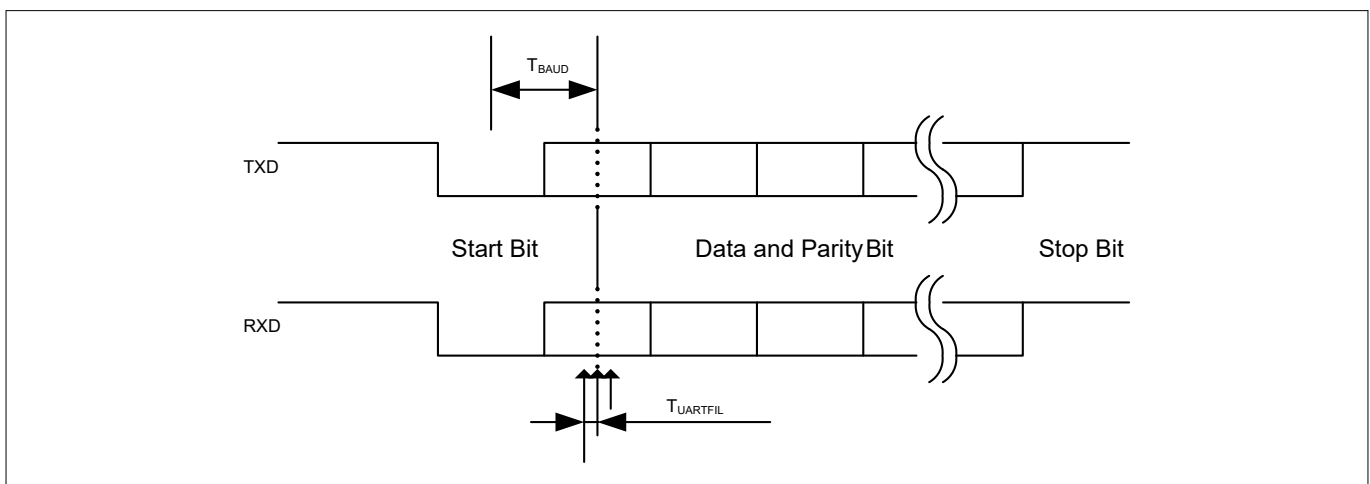 TBAUD
TXD
Start Bit
Data and Parity Bit
Stop Bit
RXD
TUARTFIL